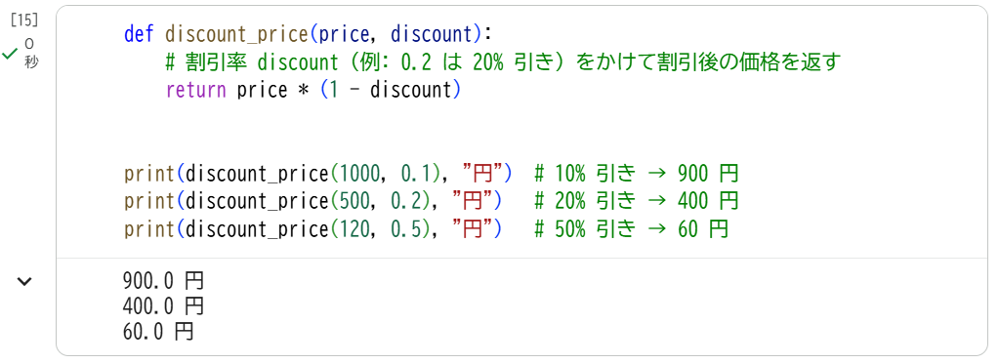 [15]
0
秒
def discount_price(price, discount):
    # 割引率 discount (例: 0.2 は 20% 引き) をかけて割引後の価格を返す
    return price * (1 - discount)
print(discount_price(1000, 0.1), "円")  # 10% 引き → 900 円
print(discount_price(500, 0.2), "円")   # 20% 引き → 400 円
print(discount_price(120, 0.5), "円")   # 50% 引き → 60 円
900.0 円
400.0 円
60.0 円